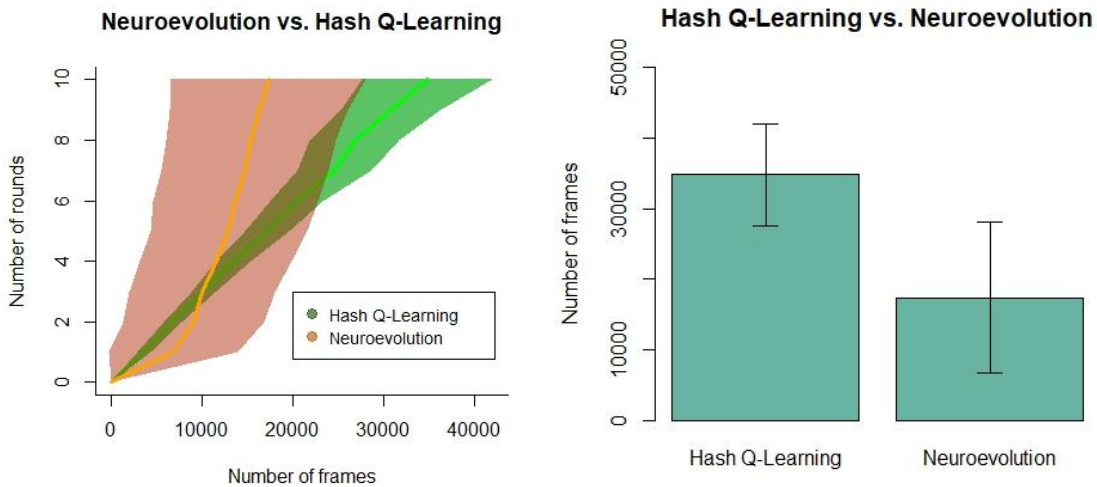 Neuroevolution vs. Hash Q-Learning
Number of rounds
10
8
6
4
2
0
Hash Q-Learning
Neuroevolution
0 10000 20000 30000 40000
Number of frames
Hash Q-Learning vs. Neuroevolution
Number of frames
50000
30000
10000
0
Hash Q-Learning Neuroevolution